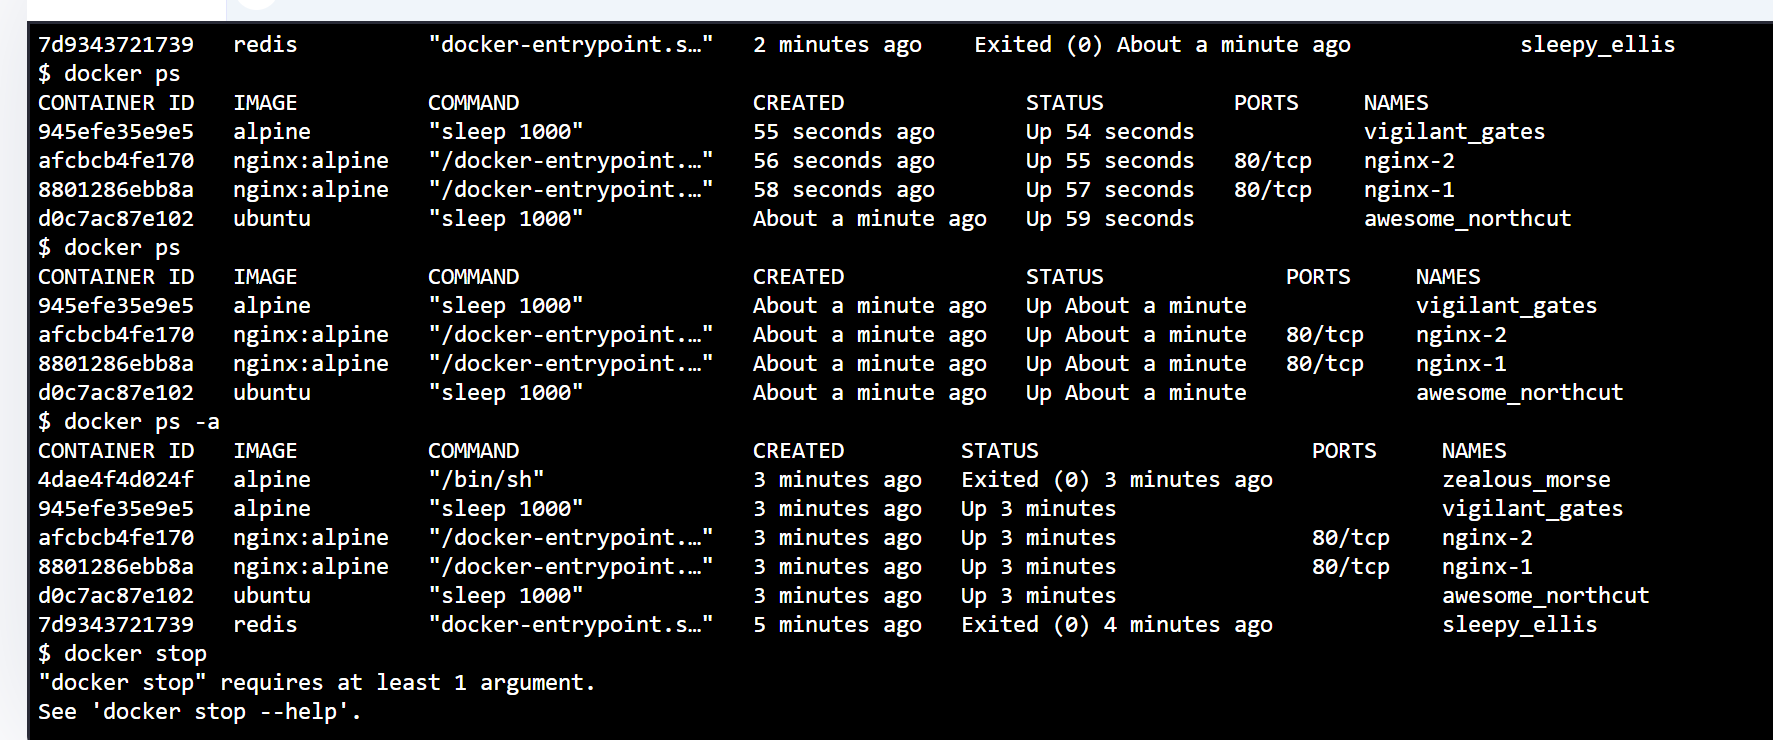 7d9343721739   redis          "docker-entrypoint.s…"   2 minutes ago    Exited (0) About a minute ago             sleepy_ellis
$ docker ps
CONTAINER ID   IMAGE          COMMAND                  CREATED              STATUS          PORTS     NAMES
945efe35e9e5   alpine         "sleep 1000"             55 seconds ago       Up 54 seconds             vigilant_gates
afcbcb4fe170   nginx:alpine   "/docker-entrypoint.…"   56 seconds ago       Up 55 seconds   80/tcp    nginx-2
8801286ebb8a   nginx:alpine   "/docker-entrypoint.…"   58 seconds ago       Up 57 seconds   80/tcp    nginx-1
d0c7ac87e102   ubuntu         "sleep 1000"             About a minute ago   Up 59 seconds             awesome_northcut
$ docker ps
CONTAINER ID   IMAGE          COMMAND                  CREATED              STATUS              PORTS     NAMES
945efe35e9e5   alpine         "sleep 1000"             About a minute ago   Up About a minute             vigilant_gates
afcbcb4fe170   nginx:alpine   "/docker-entrypoint.…"   About a minute ago   Up About a minute   80/tcp    nginx-2
8801286ebb8a   nginx:alpine   "/docker-entrypoint.…"   About a minute ago   Up About a minute   80/tcp    nginx-1
d0c7ac87e102   ubuntu         "sleep 1000"             About a minute ago   Up About a minute             awesome_northcut
$ docker ps -a
CONTAINER ID   IMAGE          COMMAND                  CREATED         STATUS                     PORTS     NAMES
4dae4f4d024f   alpine         "/bin/sh"                3 minutes ago   Exited (0) 3 minutes ago             zealous_morse
945efe35e9e5   alpine         "sleep 1000"             3 minutes ago   Up 3 minutes                         vigilant_gates
afcbcb4fe170   nginx:alpine   "/docker-entrypoint.…"   3 minutes ago   Up 3 minutes               80/tcp    nginx-2
8801286ebb8a   nginx:alpine   "/docker-entrypoint.…"   3 minutes ago   Up 3 minutes               80/tcp    nginx-1
d0c7ac87e102   ubuntu         "sleep 1000"             3 minutes ago   Up 3 minutes                         awesome_northcut
7d9343721739   redis          "docker-entrypoint.s…"   5 minutes ago   Exited (0) 4 minutes ago             sleepy_ellis
$ docker stop
"docker stop" requires at least 1 argument.
See 'docker stop --help'.